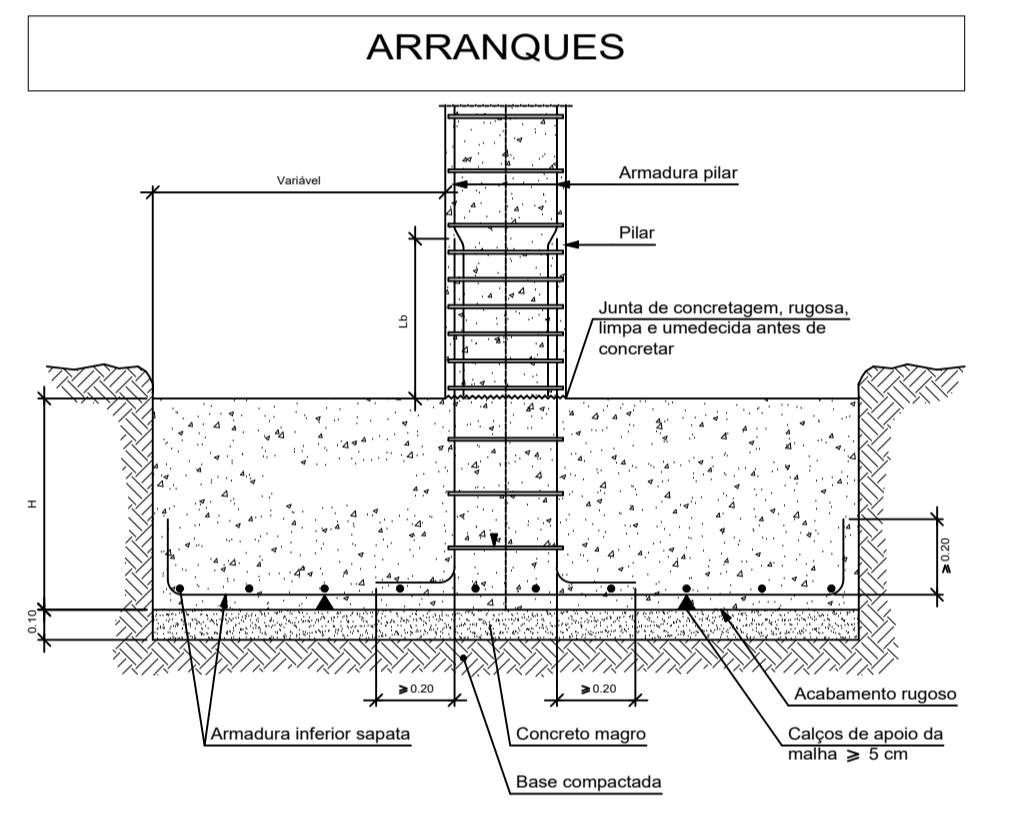 ARRANQUES
Variável
Armadura pilar
Pilar
Lb
Junta de concretagem, rugosa,
limpa e umedecida antes de
concretar
H
⩾ 0.20
0.10
⩾ 0.20
⩾ 0.20
Acabamento rugoso
Armadura inferior sapata
Concreto magro
Calços de apoio da
malha ⩾ 5 cm
Base compactada